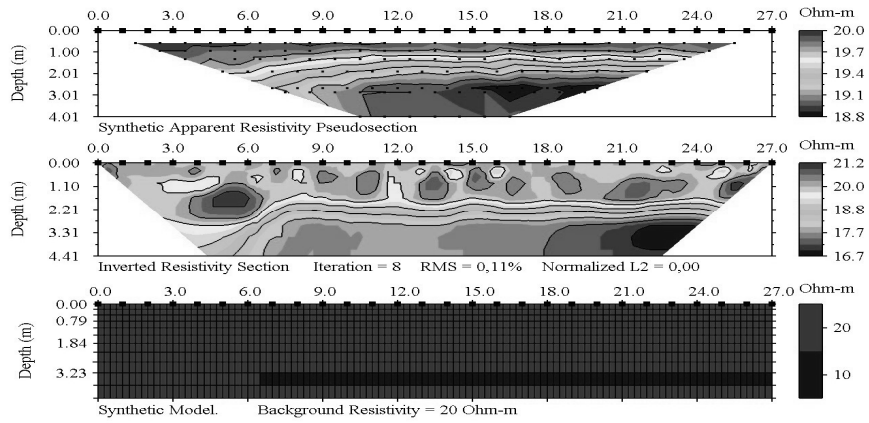 0.0 3.0 6.0 9.0 12.0 15.0 18.0 21.0 24.0 27.0 Ohm-m
0.00
1.00
2.01
3.01
4.01
Depth (m)
20.0
19.7
19.4
19.1
18.8
Synthetic Apparent Resistivity Pseudosection
0.0 3.0 6.0 9.0 12.0 15.0 18.0 21.0 24.0 27.0 Ohm-m
0.00
1.10
2.21
3.31
4.41
Depth (m)
21.2
20.0
18.8
17.7
16.7
Inverted Resistivity Section Iteration = 8 RMS = 0,11% Normalized L2 = 0,00
0.0 3.0 6.0 9.0 12.0 15.0 18.0 21.0 24.0 27.0 Ohm-m
0.00
0.79
1.84
3.23
Depth (m)
20
10
Synthetic Model. Background Resistivity = 20 Ohm-m